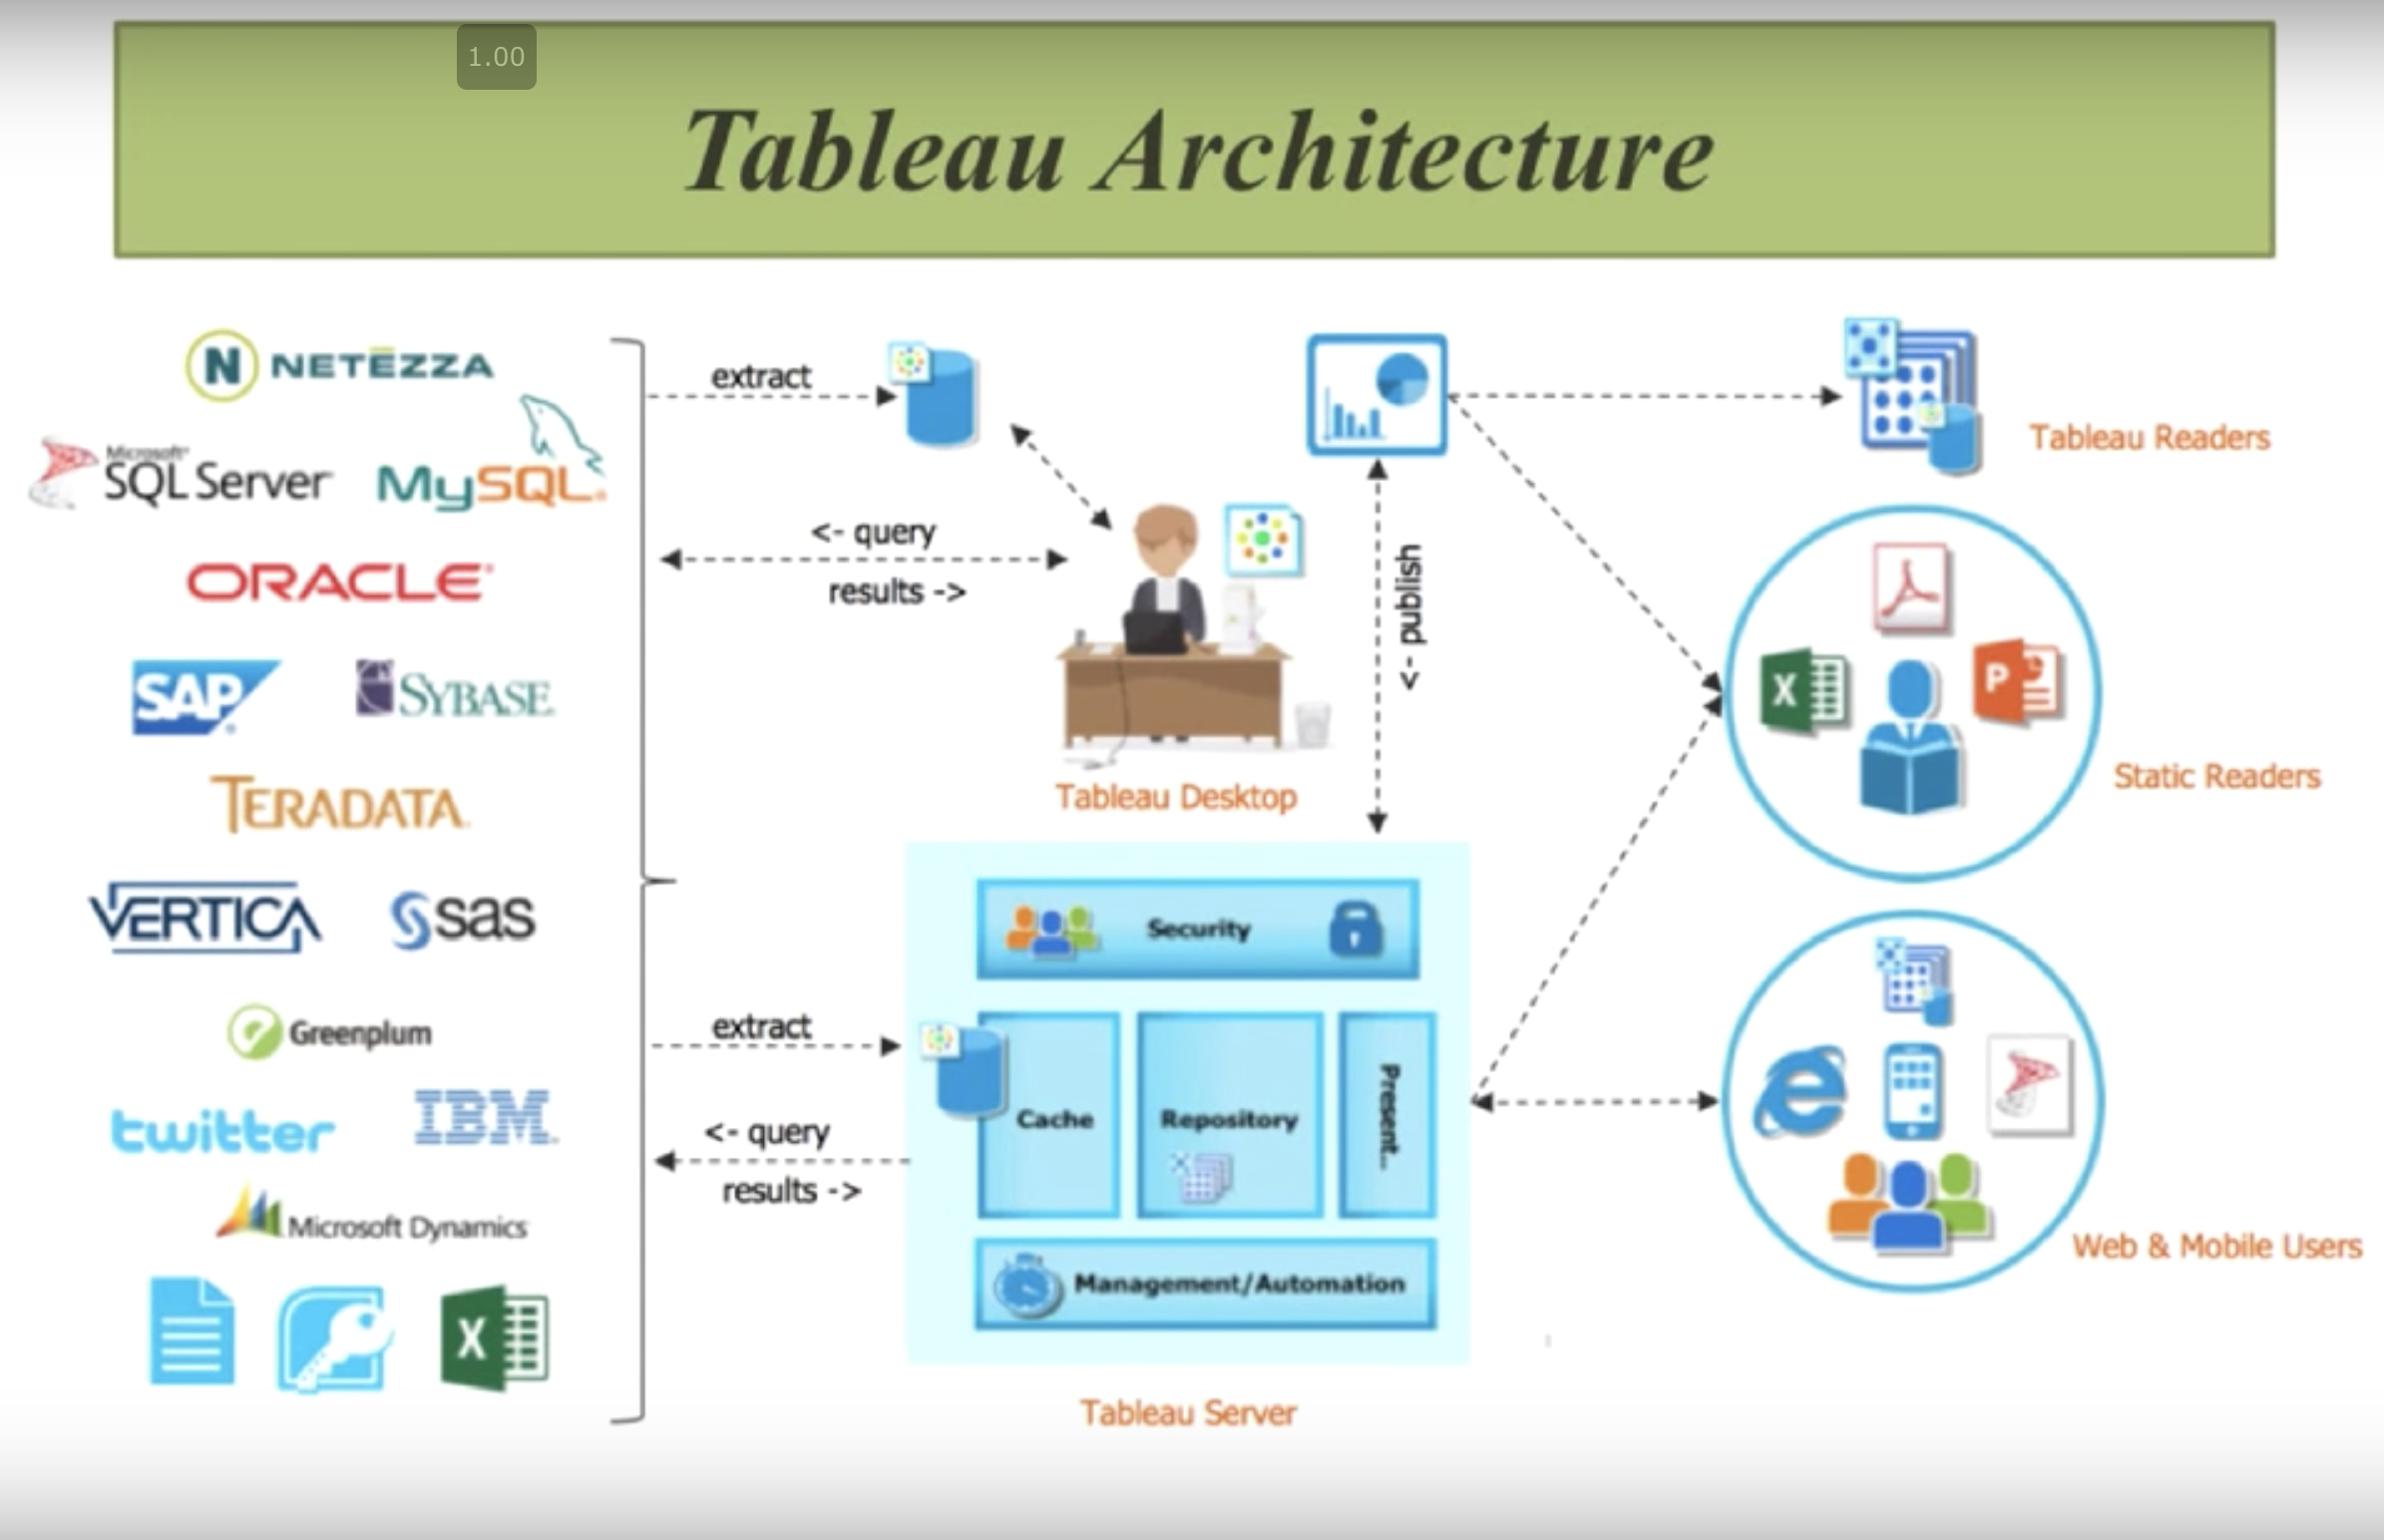 1.00
Tableau Architecture
N NETEZZA
Microsoft®
SQL Server
MySQL®
ORACLE®
SAP®
SYBASE
TERADATA
VERTICA
sas
Greenplum
twitter
IBM
Microsoft Dynamics
X
extract
<- query
results ->
Tableau Desktop
<- publish
extract
<- query
results ->
Security
Cache
Repository
Present...
Management/Automation
Tableau Server
Tableau Readers
X
P
Static Readers
Web & Mobile Users